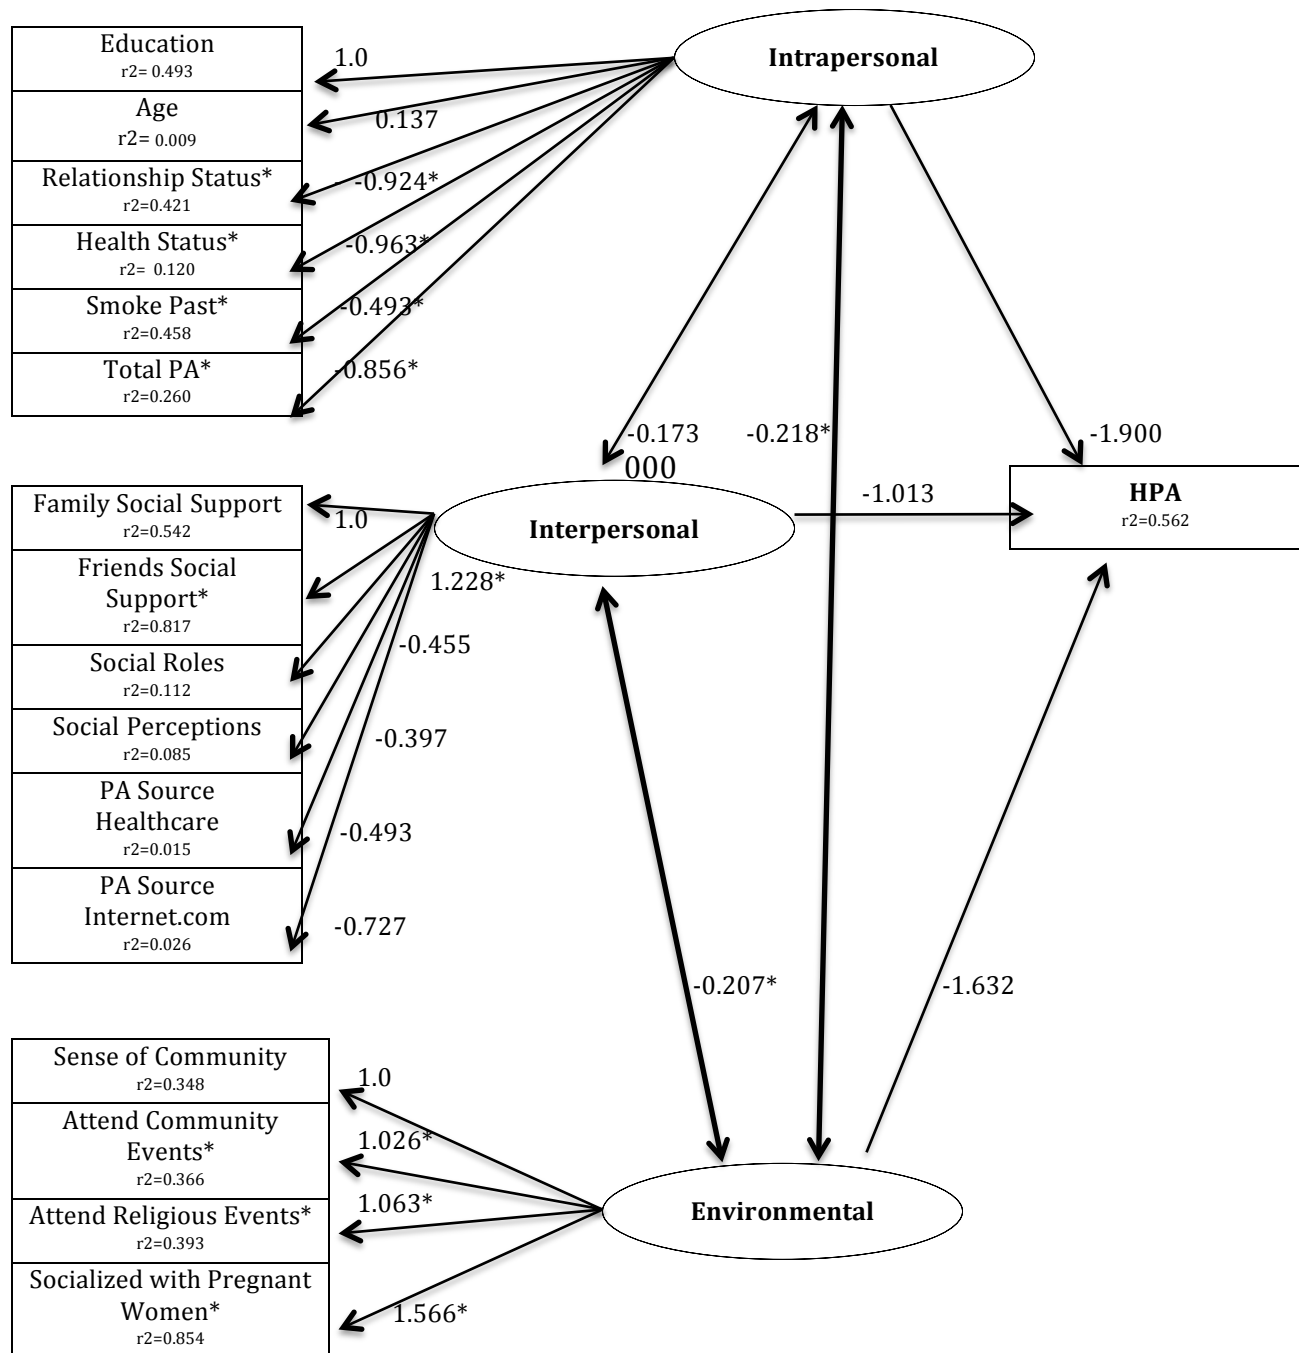 Education
r2= 0.493
Age
r2= 0.009
Relationship Status*
r2=0.421
Health Status*
r2= 0.120
Smoke Past*
r2=0.458
Total PA*
r2=0.260
1.0
0.137
-0.924*
-0.963*
-0.493*
-0.856*
Intrapersonal
-0.173
000
-0.218*
-1.900
Family Social Support
r2=0.542
Friends Social
Support*
r2=0.817
Social Roles
r2=0.112
Social Perceptions
r2=0.085
PA Source
Healthcare
r2=0.015
PA Source
Internet.com
r2=0.026
1.0
1.228*
-0.455
-0.397
-0.493
-0.727
Interpersonal
-1.013
HPA
r2=0.562
-0.207*
-1.632
Sense of Community
r2=0.348
Attend Community
Events*
r2=0.366
Attend Religious Events*
r2=0.393
Socialized with Pregnant
Women*
r2=0.854
1.0
1.026*
1.063*
1.566*
Environmental